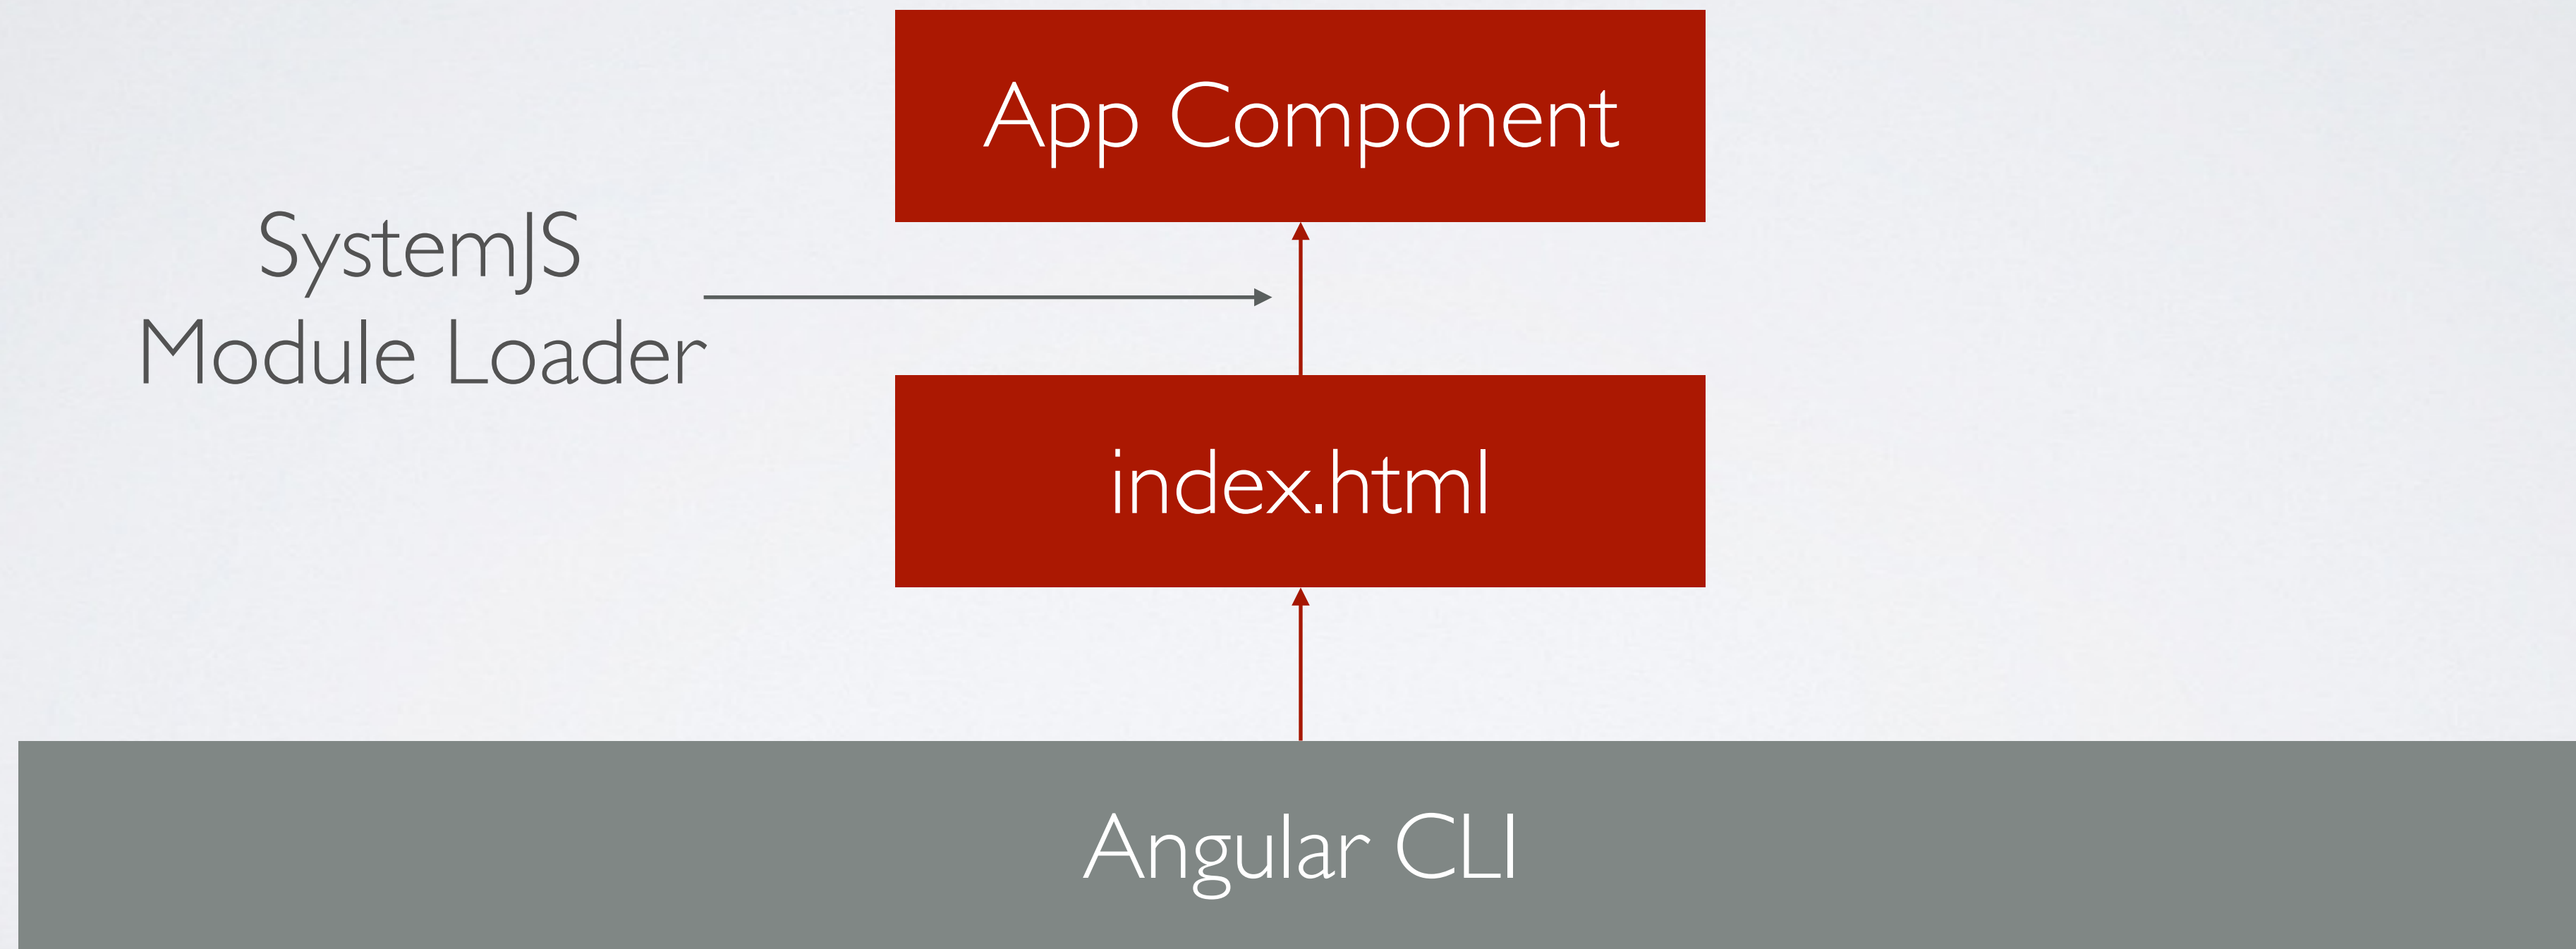 App Component
SystemJS
Module Loader
index.html
Angular CLI